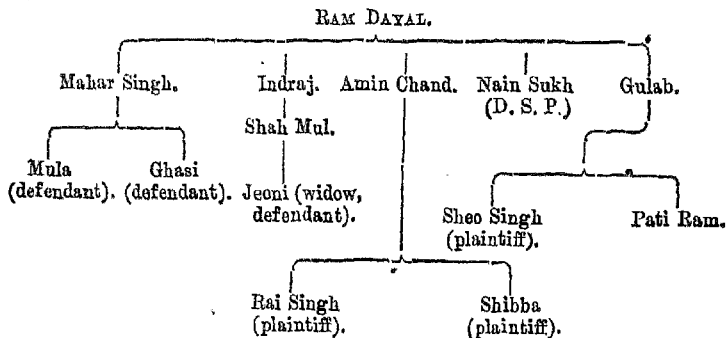 RAM DAYAL.
Mahar Singh. Indraj. Amin Chand. Nain Sukh Gulab.
(D. S. P.)
Shah Mul.
Mula Ghasi
(defendant). (defendant). Jeoni (widow,
defendant).
Sheo Singh Pati Ram.
(plaintiff).
Rai Singh Shibba
(plaintiff). (plaintiff).